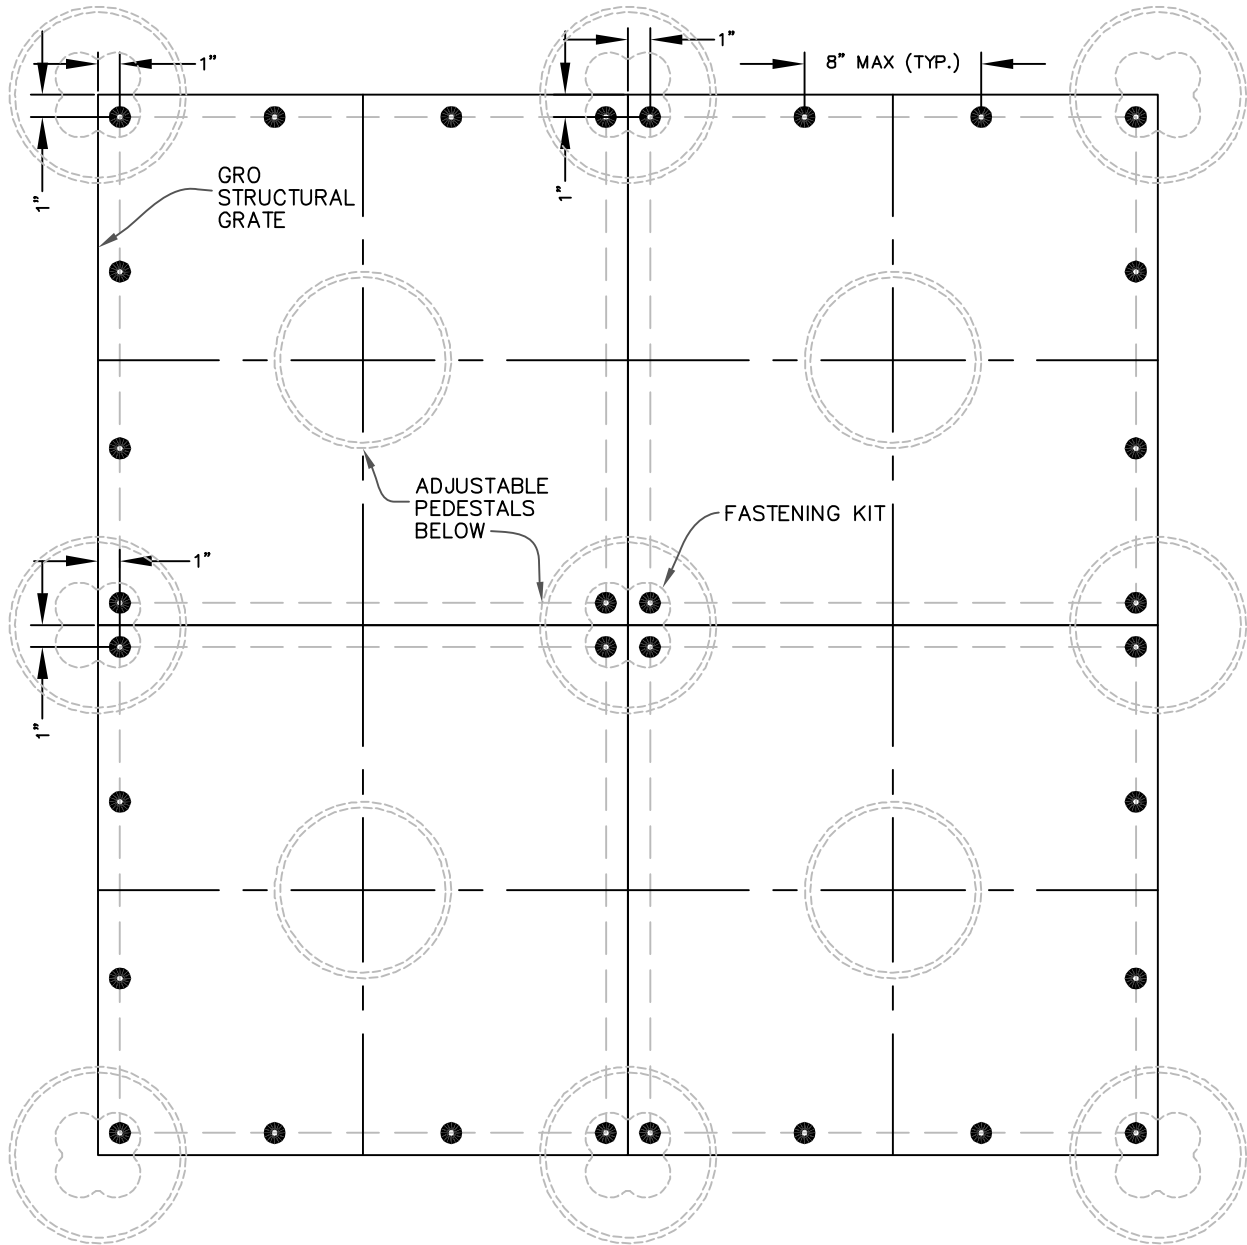 1"
1"
8" MAX (TYP.)
1"
1"
GRO
STRUCTURAL
GRATE
ADJUSTABLE
PEDESTALS
BELOW
FASTENING KIT
1"
1"